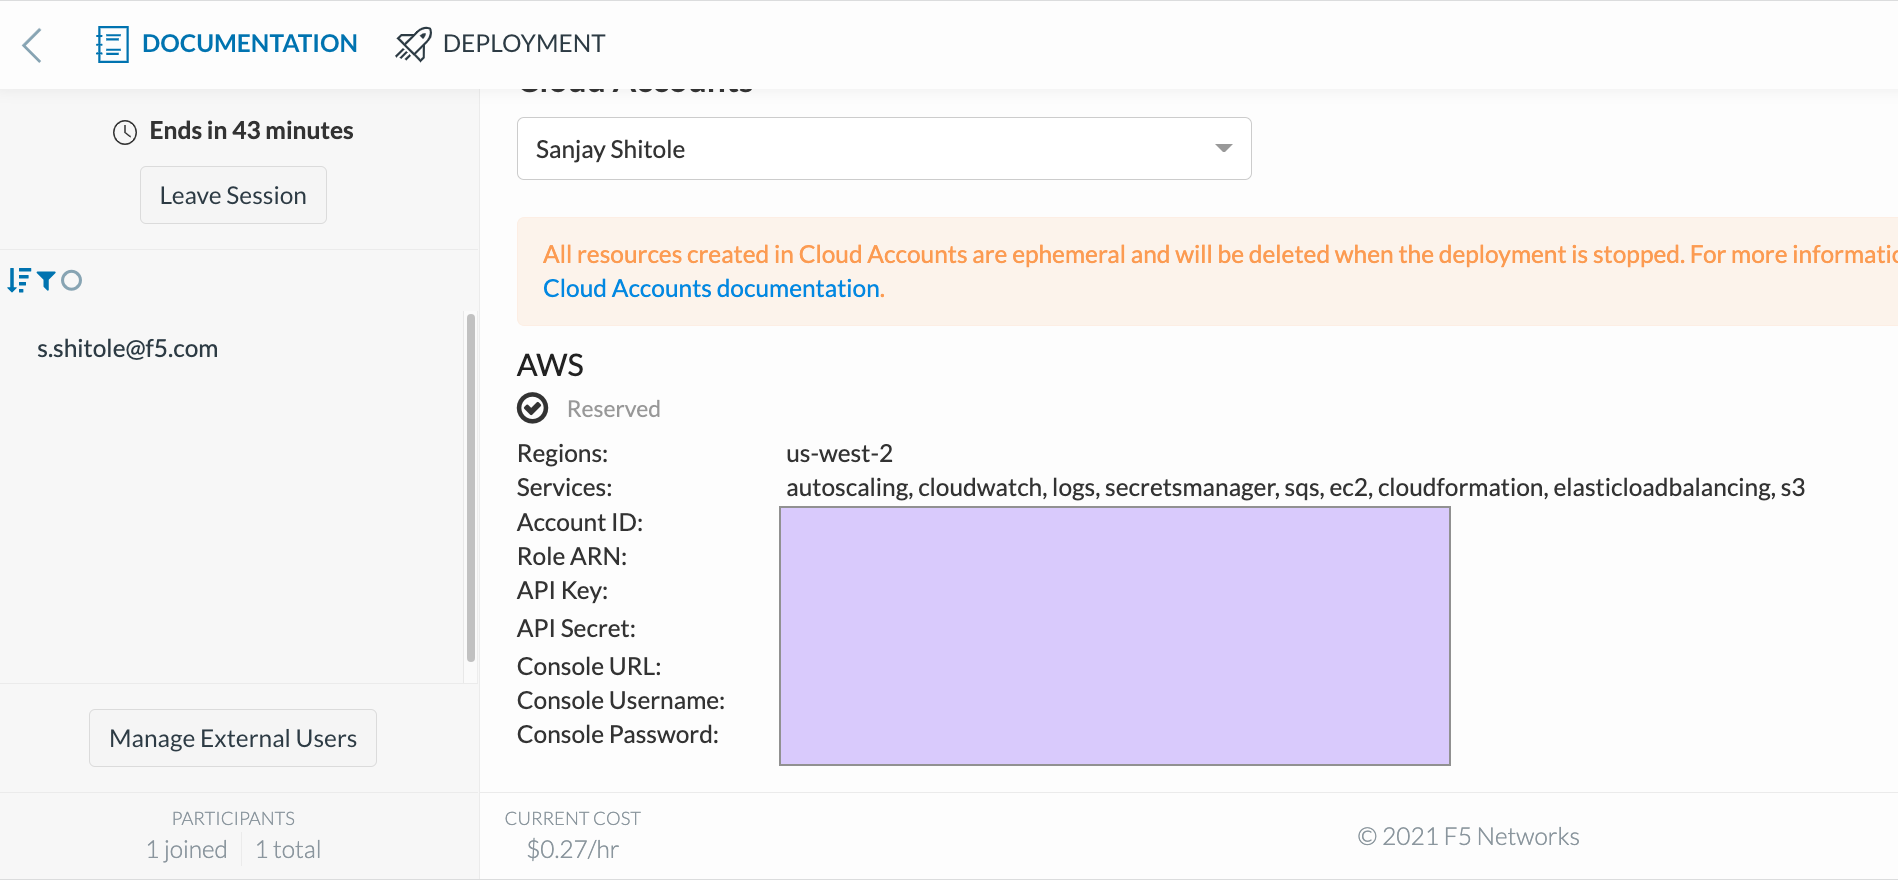 DOCUMENTATION DEPLOYMENT
Ends in 43 minutes
Leave Session
s.shitole@f5.com
Manage External Users
PARTICIPANTS
1 joined 1 total
Cloud Accounts
Sanjay Shitole
All resources created in Cloud Accounts are ephemeral and will be deleted when the deployment is stopped. For more informatio
Cloud Accounts documentation.
AWS
Reserved
Regions: us-west-2
Services: autoscaling, cloudwatch, logs, secretsmanager, sqs, ec2, cloudformation, elasticloadbalancing, s3
Account ID:
Role ARN:
API Key:
API Secret:
Console URL:
Console Username:
Console Password:
CURRENT COST
$0.27/hr
© 2021 F5 Networks